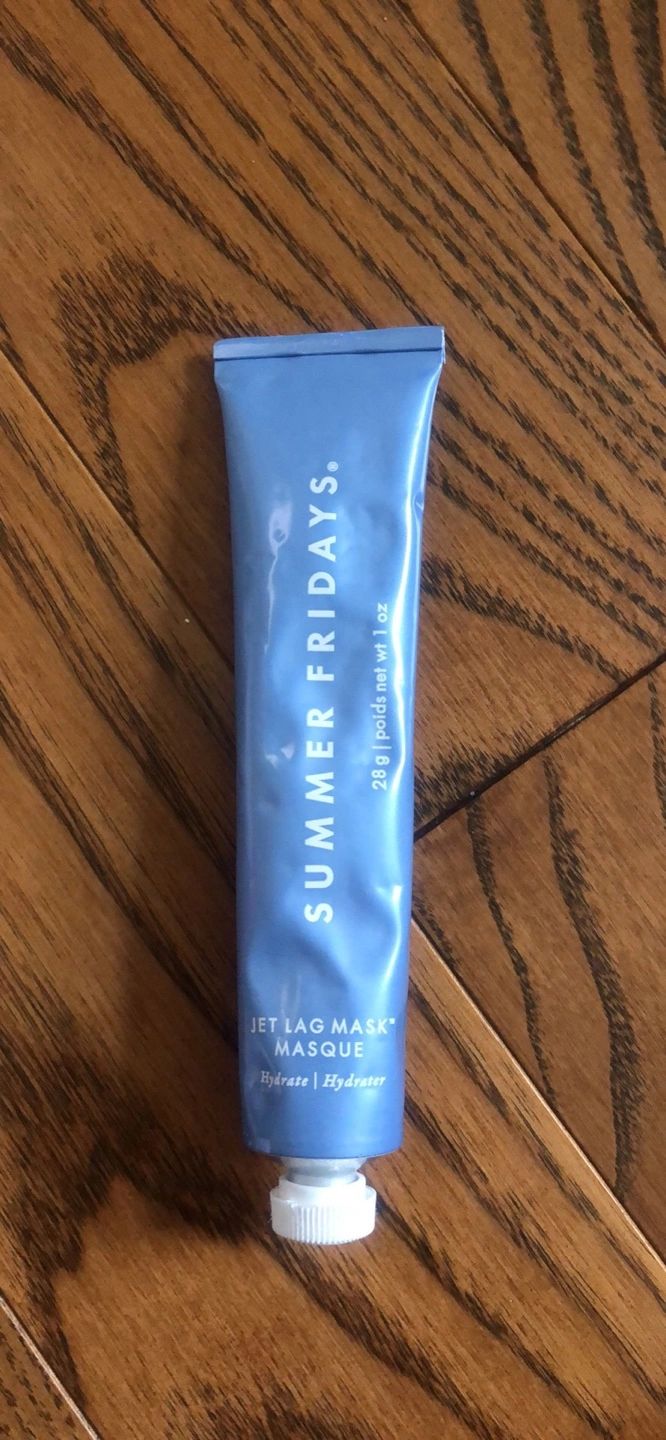 SUMMER FRIDAYS®
28 g | poids net wt 1 oz
JET LAG MASK™
MASQUE
Hydrate | Hydrater